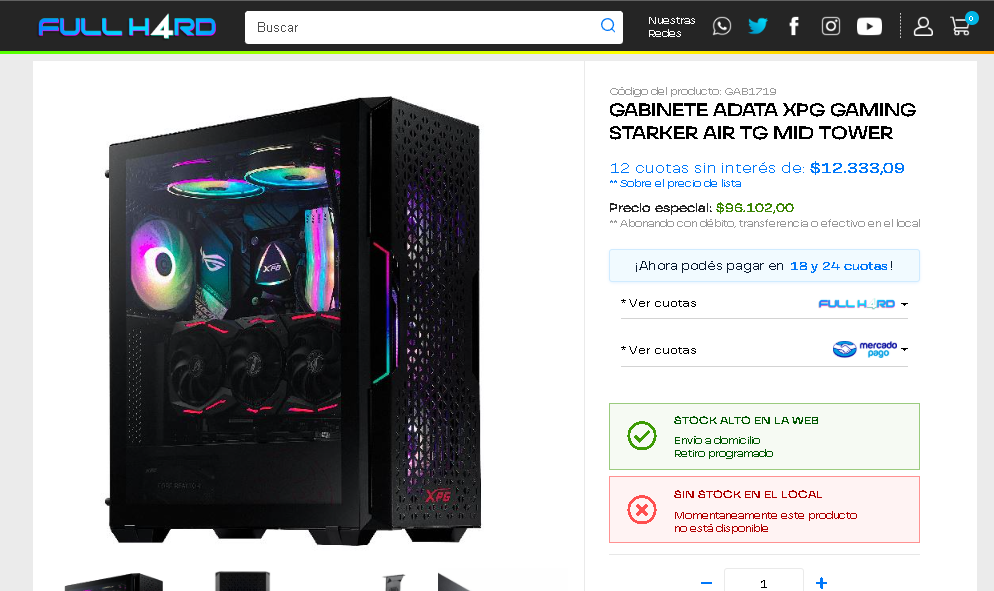 FULL H4RD
Buscar
Nuestras
Redes
0
Código del producto: GAB1719
GABINETE ADATA XPG GAMING
STARKER AIR TG MID TOWER
12 cuotas sin interés de: $12.333,09
** Sobre el precio de lista
Precio especial: $96.102,00
** Abonando con débito, transferencia o efectivo en el local
¡Ahora podés pagar en 18 y 24 cuotas!
* Ver cuotas
FULL H4RD
* Ver cuotas
mercado
pago
STOCK ALTO EN LA WEB
Envío a domicilio
Retiro programado
SIN STOCK EN EL LOCAL
Momentaneamente este producto
no está disponible
XPG
XPG
1